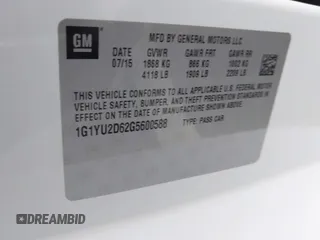 GM
MFD BY GENERAL MOTORS LLC
07/15 GVWR GAWR FRT GAWR RR
1868 KG 866 KG 1002 KG
4118 LB 1909 LB 2209 LB
THIS VEHICLE CONFORMS TO ALL APPLICABLE U.S. FEDERAL MOTOR
VEHICLE SAFETY, BUMPER, AND THEFT PREVENTION STANDARDS
IN EFFECT ON THE DATE OF MANUFACTURE SHOWN ABOVE.
1G1YU2D62G5600588 TYPE: PASS CAR
DREAMBID